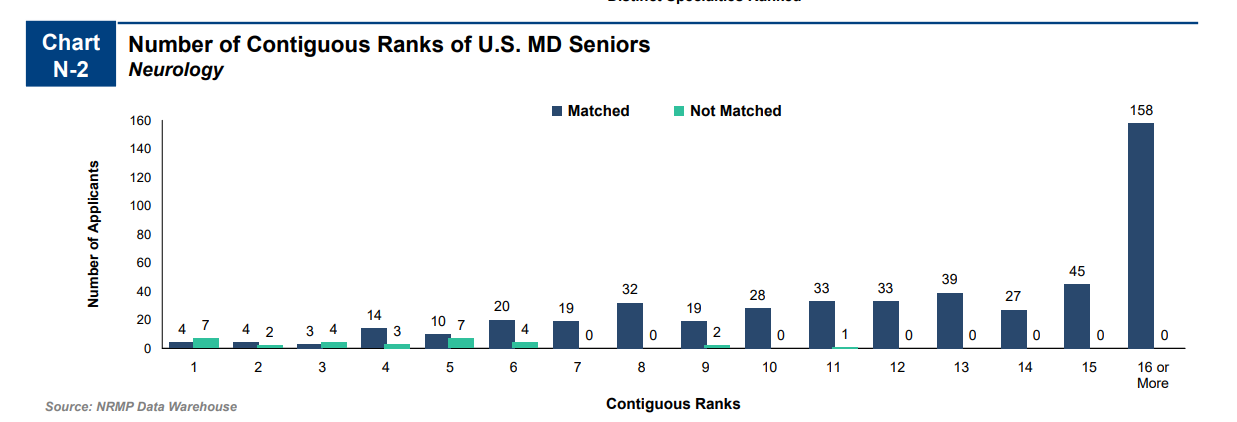 Distinct Specialties Ranked
Chart
N-2
Number of Contiguous Ranks of U.S. MD Seniors
Neurology
Matched
Not Matched
Number of Applicants
160
140
120
100
80
60
40
20
0
4 7
4 2
3 4
14 3
10 7
20 4
19 0
32 0
19 2
28 0
33 1
33 0
39 0
27 0
45 0
158 0
1 2 3 4 5 6 7 8 9 10 11 12 13 14 15 16 or
More
Contiguous Ranks
Source: NRMP Data Warehouse